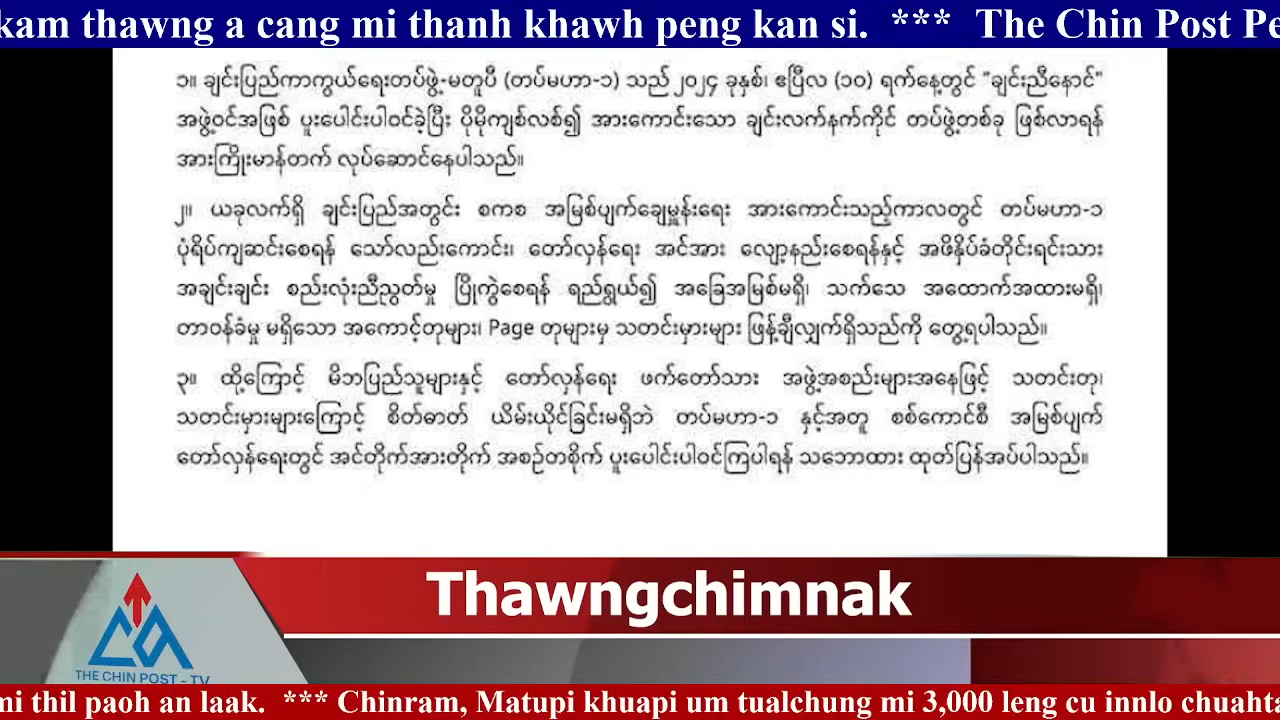 kam thawng a cang mi thanh khawh peng kan si. *** The Chin Post Pe
၁။ ချင်းပြည်ကာကွယ်ရေးတပ်ဖွဲ့-မတူပီ (တပ်မဟာ-၁) သည် ၂၀၂၄ ခုနှစ်၊ ဧပြီလ (၁၀) ရက်နေ့တွင် "ချင်းညီနောင်"
အဖွဲ့ဝင်အဖြစ် ပူးပေါင်းပါဝင်ခဲ့ပြီး ပိုမိုကျစ်လစ်၍ အားကောင်းသော ချင်းလက်နက်ကိုင် တပ်ဖွဲ့တစ်ခု ဖြစ်လာရန်
အားကြိုးမာန်တက် လုပ်ဆောင်နေပါသည်။
၂။ ယခုလက်ရှိ ချင်းပြည်အတွင်း စကစ အမြစ်ပျက်ချေမှုန်းရေး အားကောင်းသည့်ကာလတွင် တပ်မဟာ-၁
ပုံရိပ်ကျဆင်းစေရန် သော်လည်းကောင်း၊ တော်လှန်ရေး အင်အား လျော့နည်းစေရန်နှင့် အဖိနှိပ်ခံတိုင်းရင်းသား
အချင်းချင်း စည်းလုံးညီညွတ်မှု ပြိုကွဲစေရန် ရည်ရွယ်၍ အခြေအမြစ်မရှိ၊ သက်သေ အထောက်အထားမရှိ၊
တာဝန်ခံမှု မရှိသော အကောင့်တုများ၊ Page တုများမှ သတင်းမှားများ ဖြန့်ချီလျှက်ရှိသည်ကို တွေ့ရပါသည်။
၃။ ထို့ကြောင့် မိဘပြည်သူများနှင့် တော်လှန်ရေး ဖက်တော်သား အဖွဲ့အစည်းများအနေဖြင့် သတင်းတု၊
သတင်းမှားများကြောင့် စိတ်ဓာတ် ယိမ်းယိုင်ခြင်းမရှိဘဲ တပ်မဟာ-၁ နှင့်အတူ စစ်ကောင်စီ အမြစ်ပျက်
တော်လှန်ရေးတွင် အင်တိုက်အားတိုက် အစဉ်တစိုက် ပူးပေါင်းပါဝင်ကြပါရန် သဘောထား ထုတ်ပြန်အပ်ပါသည်။
Thawngchimnak
THE CHIN POST - TV
mi thil paoh an laak. *** Chinram, Matupi khuapi um tualchung mi 3,000 leng cu innlo chuahta